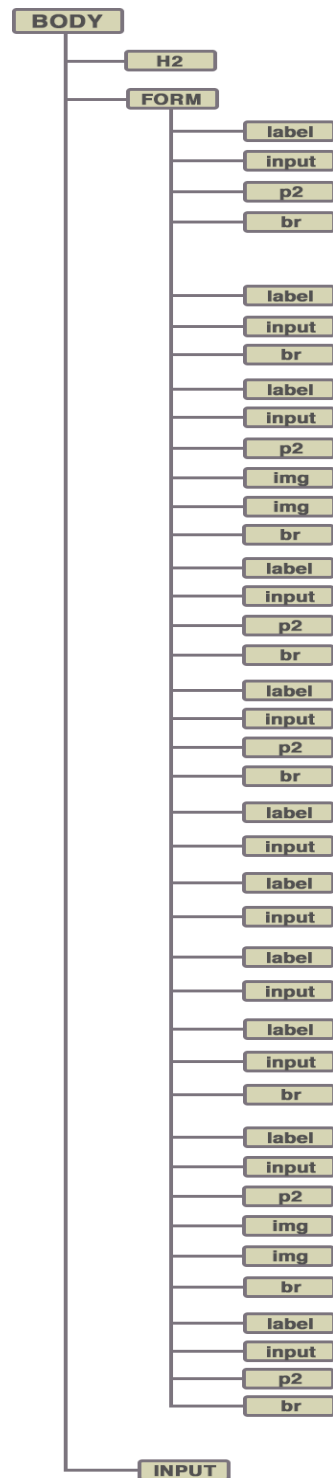 BODY
H2
FORM
label
input
p2
br
label
input
br
label
input
p2
img
img
br
label
input
p2
br
label
input
p2
br
label
input
label
input
label
input
label
input
br
label
input
p2
img
img
br
label
input
p2
br
INPUT